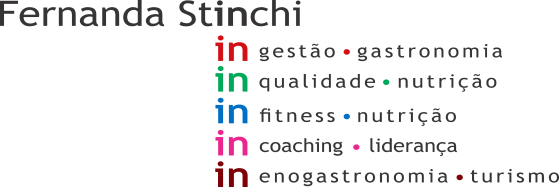 Fernanda Stinchi
in gestão • gastronomia
in qualidade • nutrição
in fitness • nutrição
in coaching • liderança
in enogastronomia • turismo